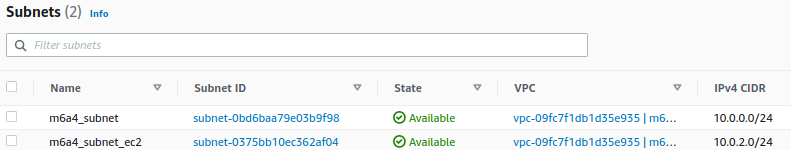 Subnets (2) Info
Filter subnets
Name Subnet ID State VPC IPv4 CIDR
m6a4_subnet subnet-0bd6baa79e03b9f98 Available vpc-09fc7f1db1d35e935 | m6... 10.0.0.0/24
m6a4_subnet_ec2 subnet-0375bb10ec362af04 Available vpc-09fc7f1db1d35e935 | m6... 10.0.2.0/24